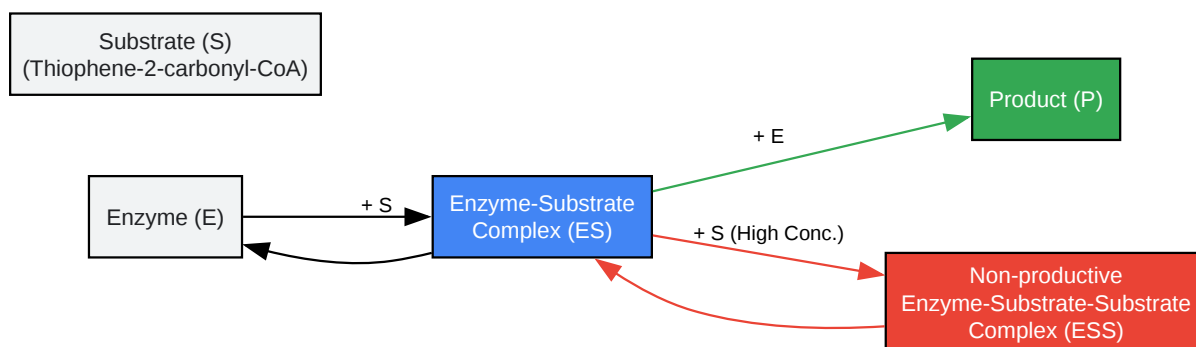 Substrate (S)
(Thiophene-2-carbonyl-CoA)
Product (P)
+ E
Enzyme (E)
+ S
Enzyme-Substrate
Complex (ES)
+ S (High Conc.)
Non-productive
Enzyme-Substrate-Substrate
Complex (ESS)